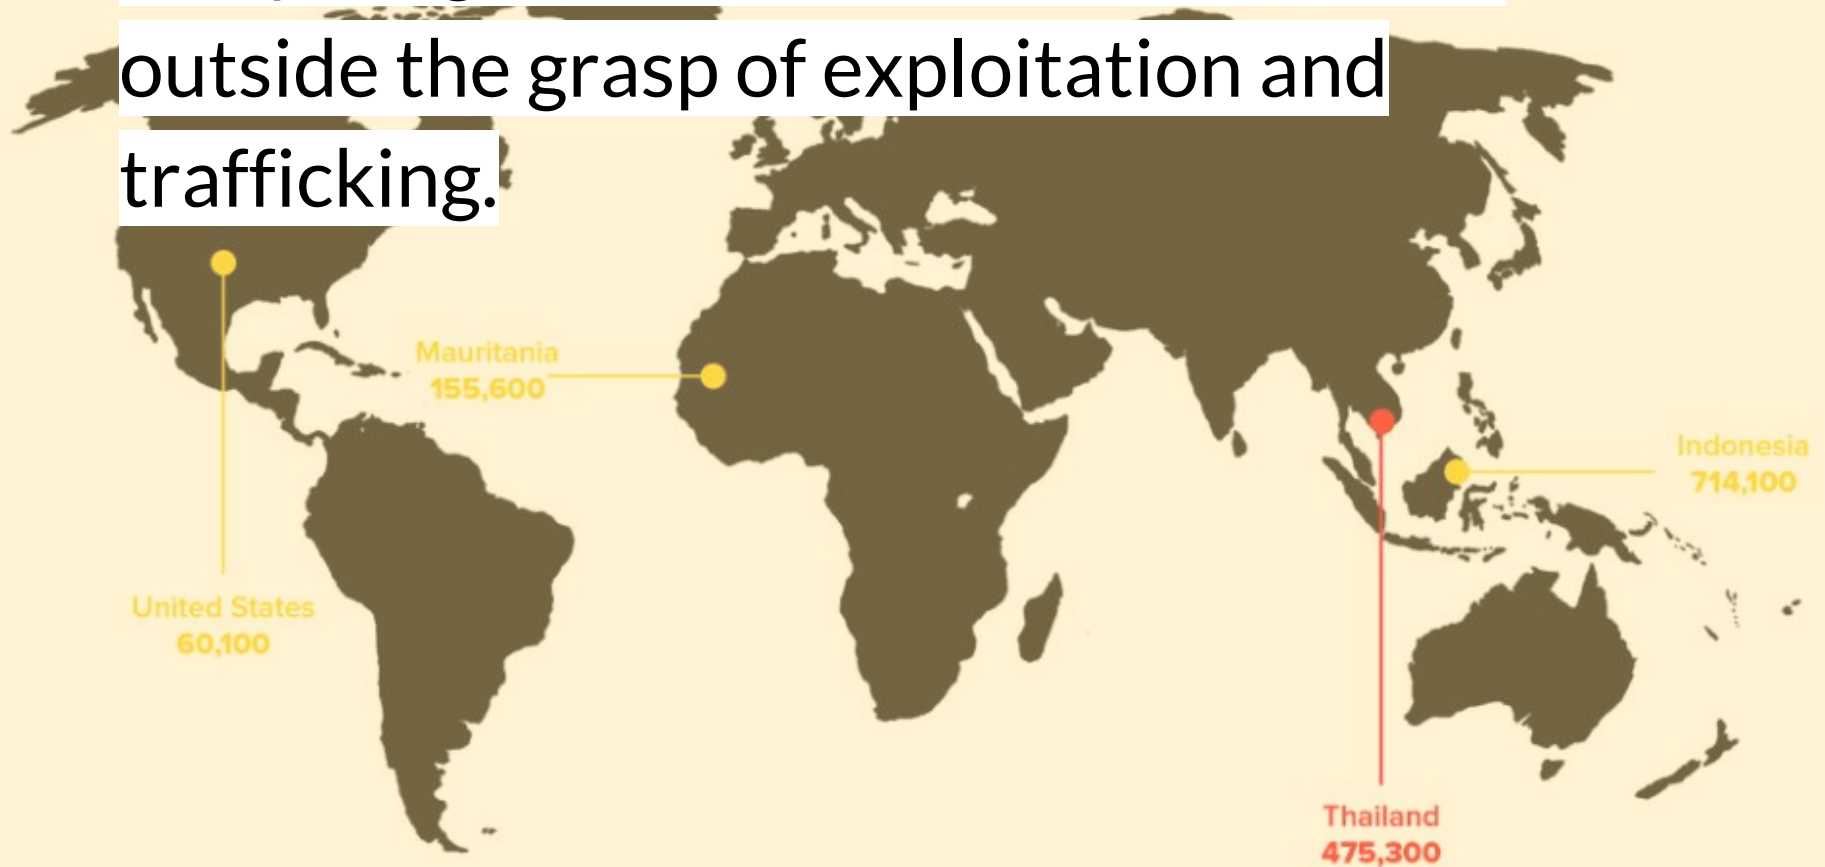 outside the grasp of exploitation and
trafficking.
Mauritania
155,600
Indonesia
714,100
United States
60,100
Thailand
475,300